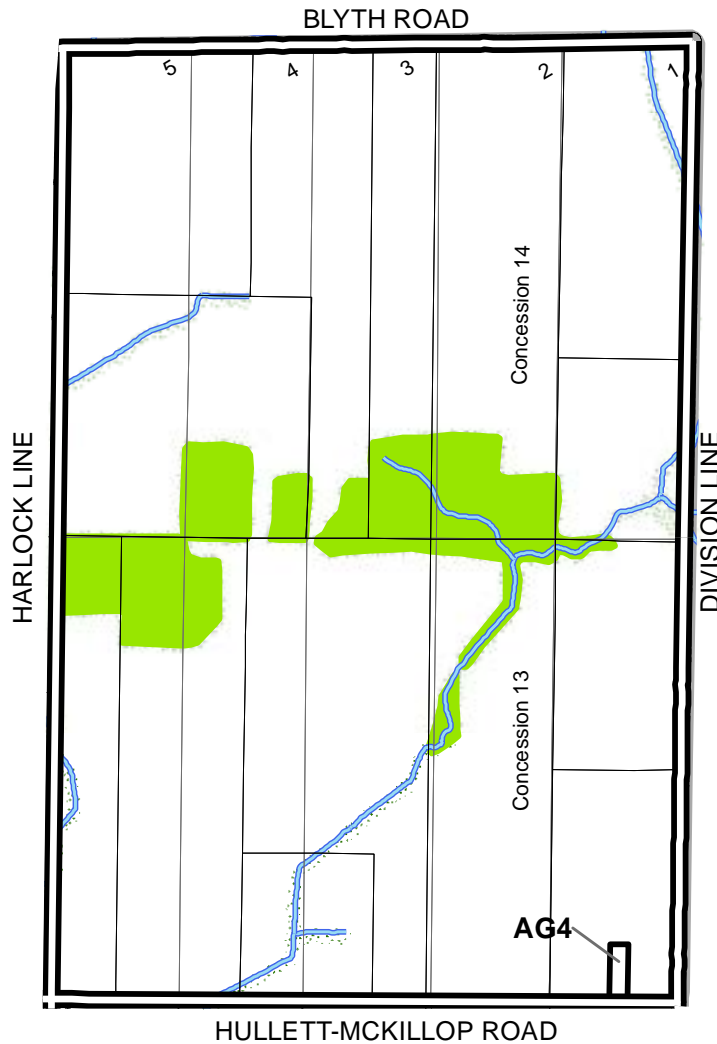 BLYTH ROAD
5
4
3
2
1
Concession 14
HARLOCK LINE
DIVISION LINE
Concession 13
AG4
HULLETT-MCKILLOP ROAD